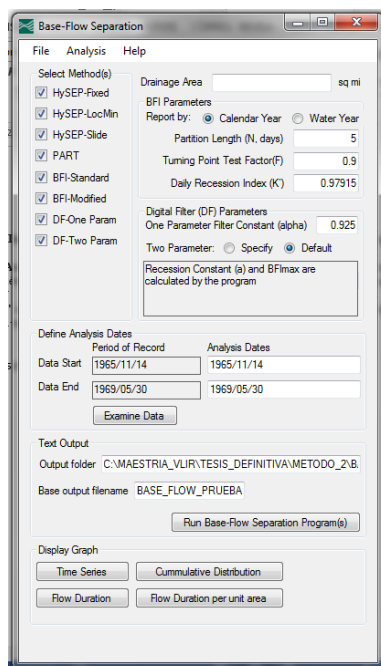 Base-Flow Separation
File Analysis Help
Select Method(s)
HySEP-Fixed
HySEP-LocMin
HySEP-Slide
PART
BFI-Standard
BFI-Modified
DF-One Param
DF-Two Param
Drainage Area sq mi
BFI Parameters
Report by: Calendar Year Water Year
Partition Length (N, days) 5
Turning Point Test Factor(F) 0.9
Daily Recession Index (K') 0.97915
Digital Filter (DF) Parameters
One Parameter Filter Constant (alpha) 0.925
Two Parameter: Specify Default
Recession Constant (a) and BFImax are
calculated by the program
Define Analysis Dates
Period of Record Analysis Dates
Data Start 1965/11/14 1965/11/14
Data End 1969/05/30 1969/05/30
Examine Data
Text Output
Output folder C:\MAESTRIA_VLIR\TESIS_DEFINITIVA\METODO_2\B
Base output filename BASE_FLOW_PRUEBA
Run Base-Flow Separation Program(s)
Display Graph
Time Series Cummulative Distribution
Flow Duration Flow Duration per unit area